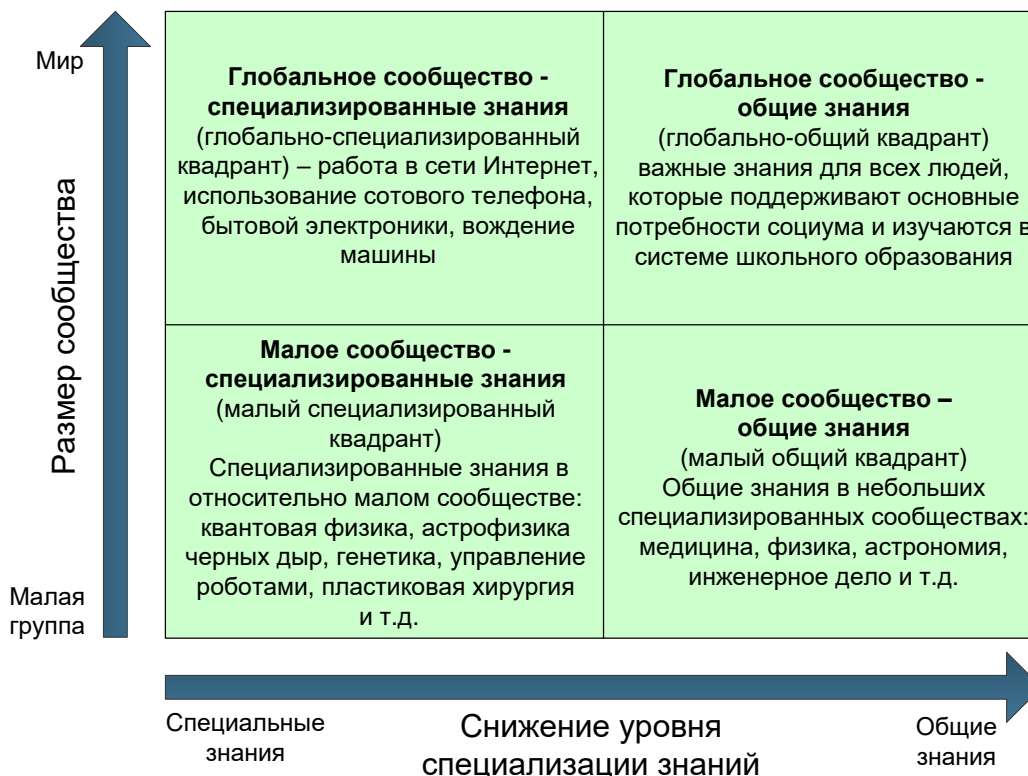 Мир
Размер сообщества
Малая
группа
Глобальное сообщество -
специализированные знания
(глобально-специализированный
квадрант) – работа в сети Интернет,
использование сотового телефона,
бытовой электроники, вождение
машины
Глобальное сообщество -
общие знания
(глобально-общий квадрант)
важные знания для всех людей,
которые поддерживают основные
потребности социума и изучаются в
системе школьного образования
Малое сообщество -
специализированные знания
(малый специализированный
квадрант)
Специализированные знания в
относительно малом сообществе:
квантовая физика, астрофизика
черных дыр, генетика, управление
роботами, пластиковая хирургия
и т.д.
Малое сообщество –
общие знания
(малый общий квадрант)
Общие знания в небольших
специализированных сообществах:
медицина, физика, астрономия,
инженерное дело и т.д.
Специальные
знания
Снижение уровня
специализации знаний
Общие
знания